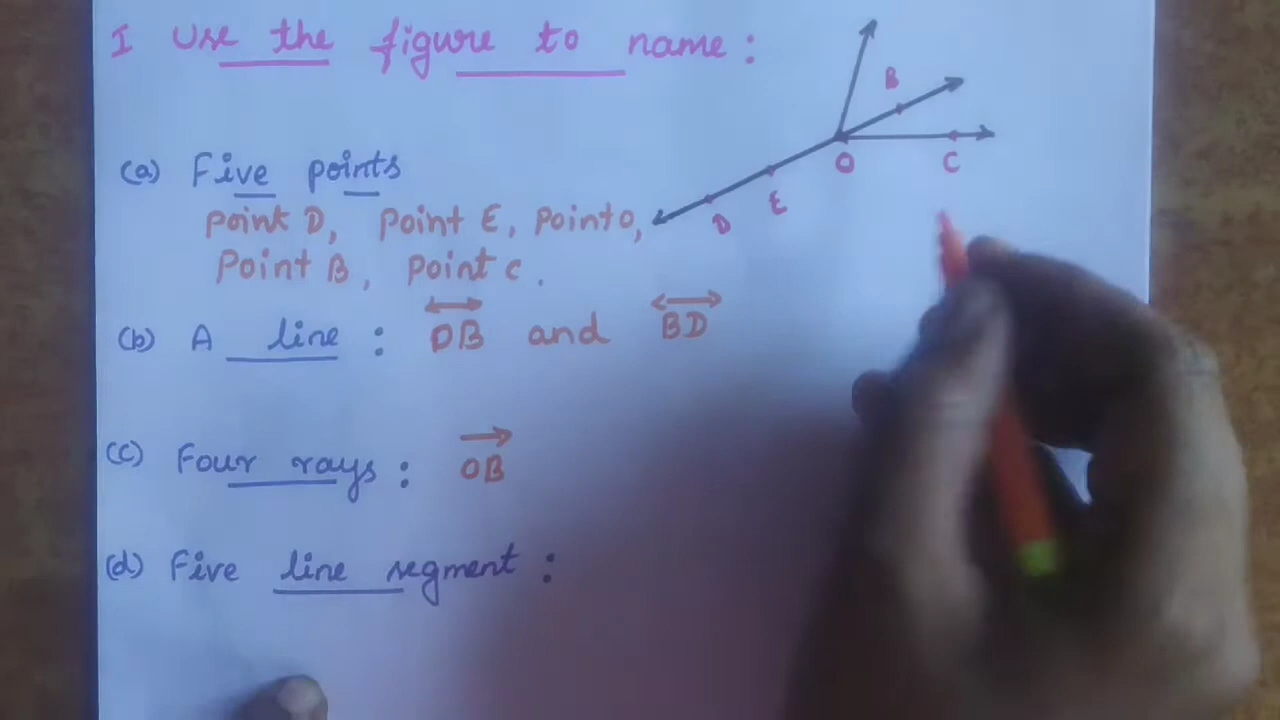 I Use the figure to name:
B
O
C
E
D
(a) Five points
Point D, Point E, Point O,
Point B, Point C.
(b) A line: DB and BD
(c) Four rays: OB
(d) Five line segment: